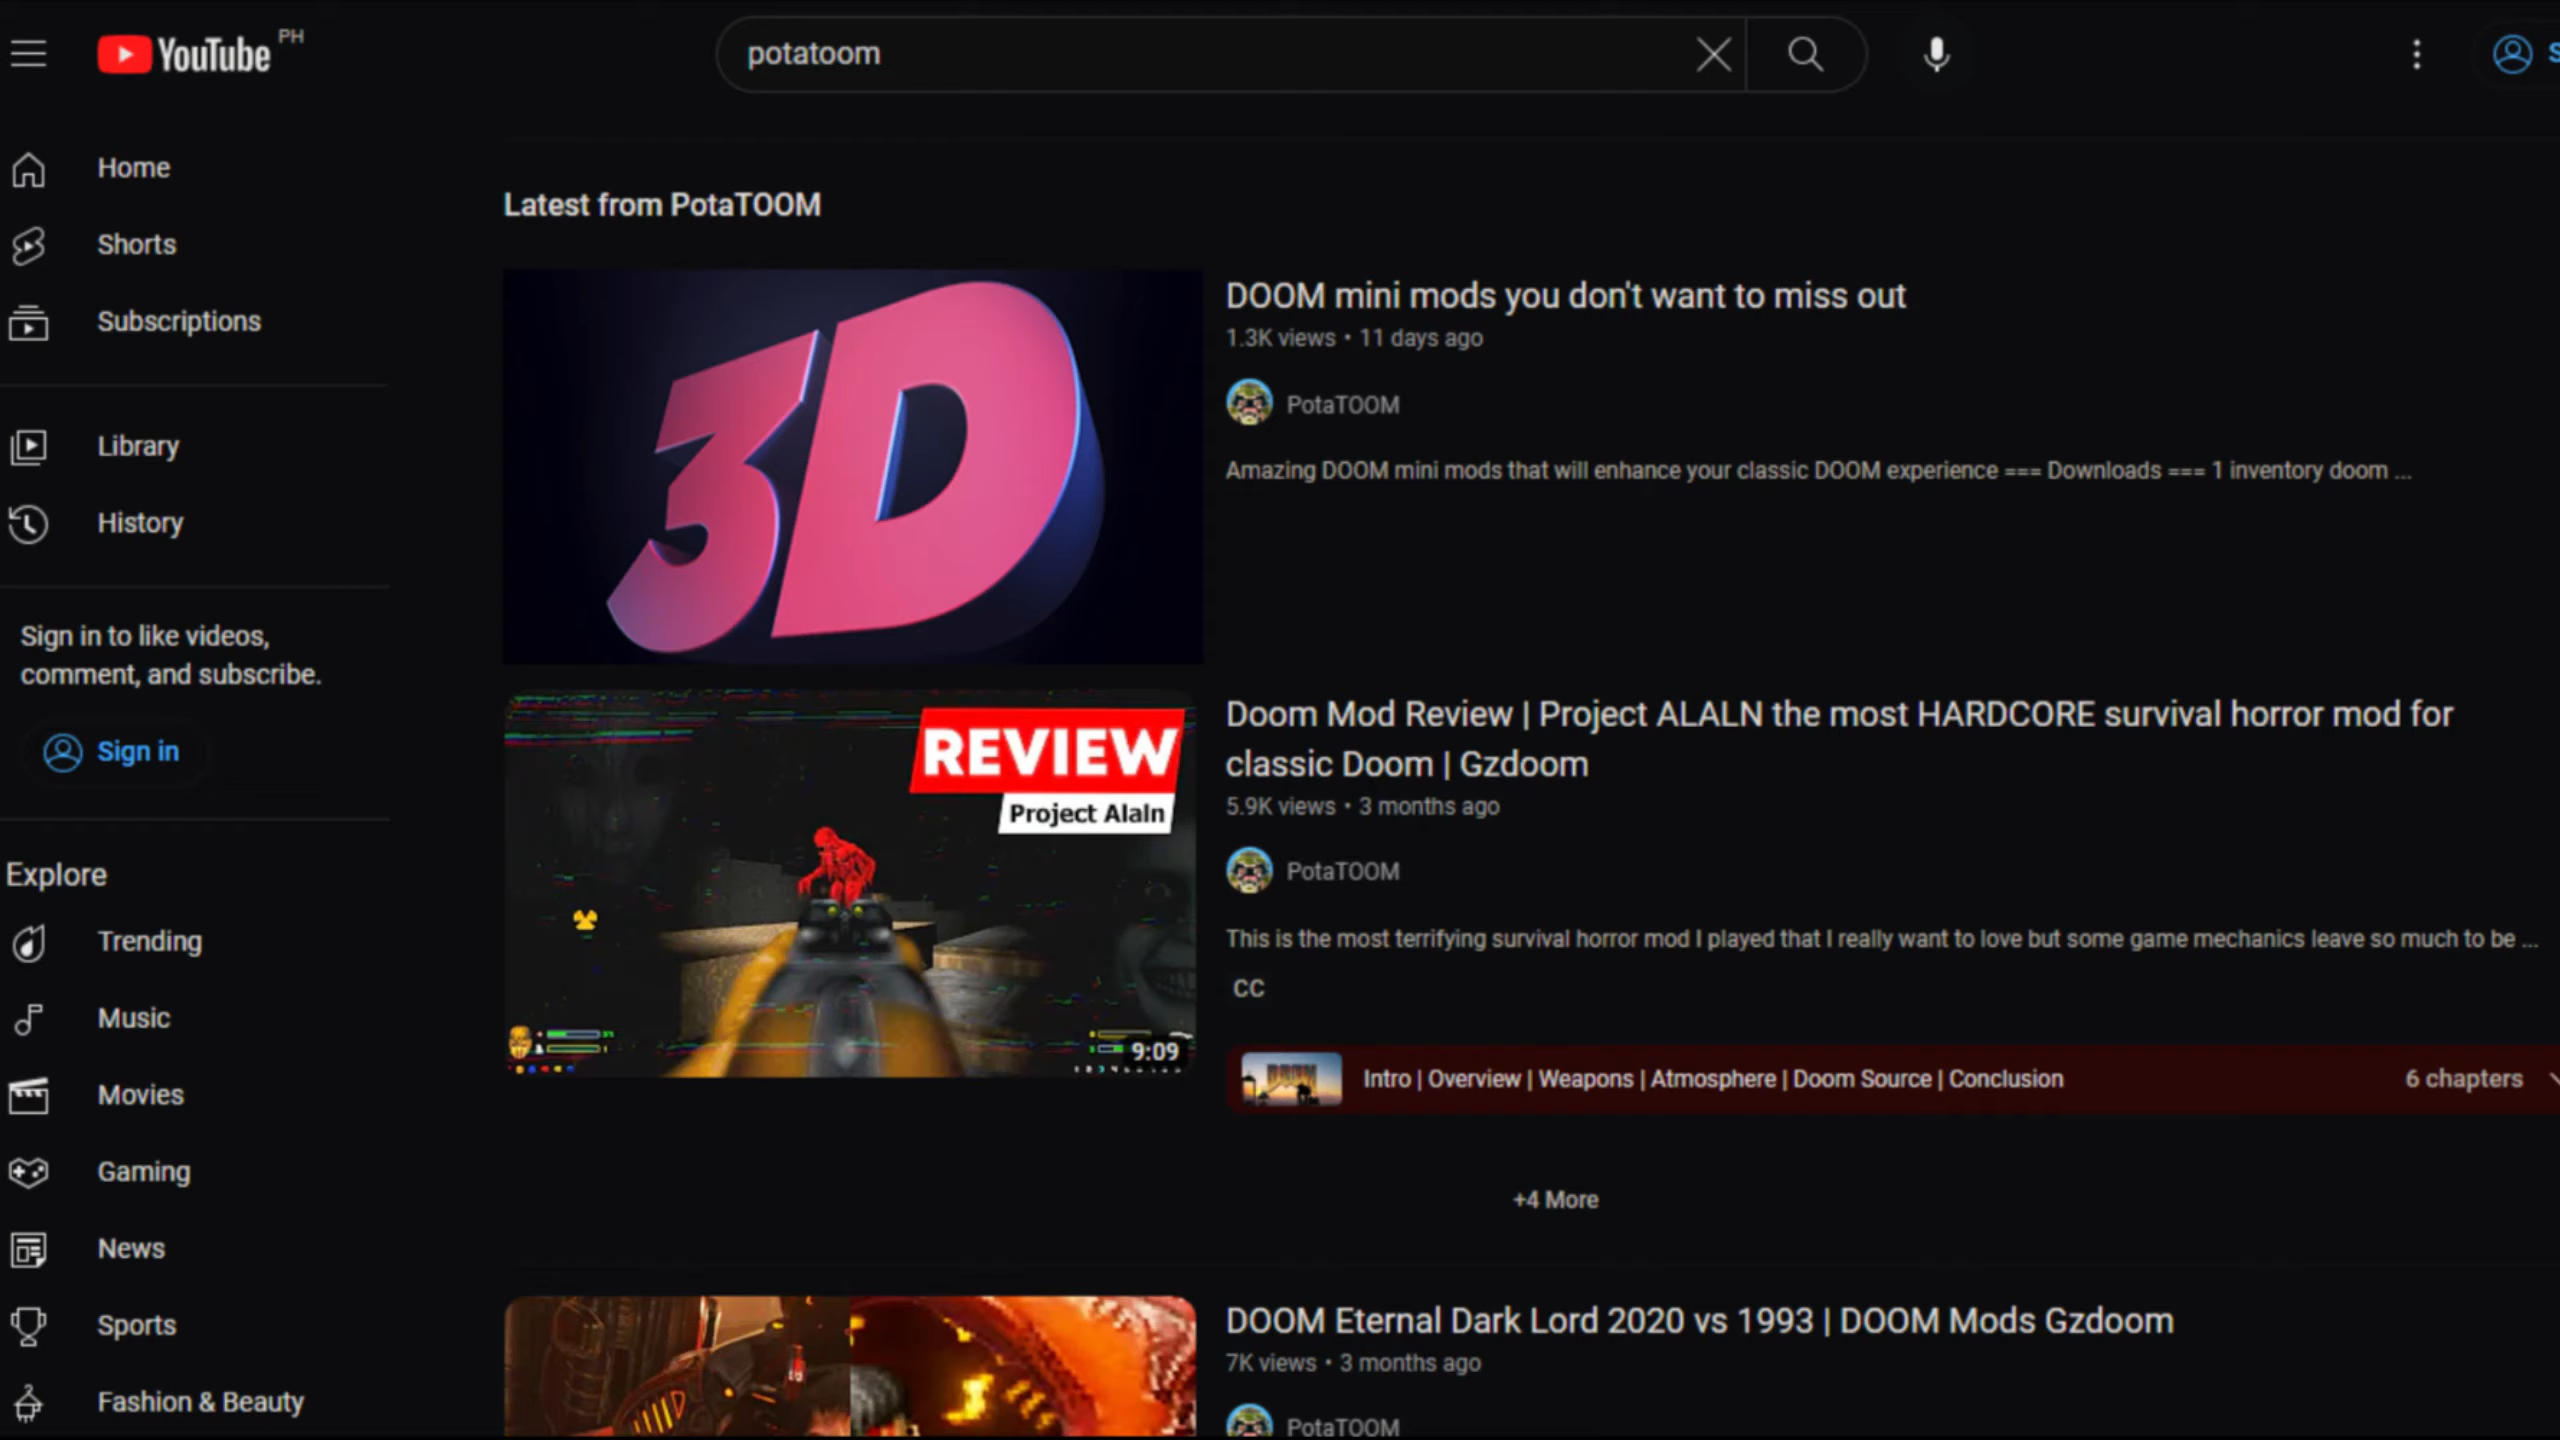 YouTube PH
potatoom
Home
Shorts
Subscriptions
Library
History
Sign in to like videos,
comment, and subscribe.
Sign in
Explore
Trending
Music
Movies
Gaming
News
Sports
Fashion & Beauty
Latest from PotaTOOM
3D
DOOM mini mods you don't want to miss out
1.3K views • 11 days ago
PotaTOOM
Amazing DOOM mini mods that will enhance your classic DOOM experience === Downloads === 1 inventory doom ...
REVIEW
Project Alaln
9:09
Doom Mod Review | Project ALALN the most HARDCORE survival horror mod for
classic Doom | Gzdoom
5.9K views • 3 months ago
PotaTOOM
This is the most terrifying survival horror mod I played that I really want to love but some game mechanics leave so much to be ...
CC
Intro | Overview | Weapons | Atmosphere | Doom Source | Conclusion
6 chapters
+4 More
DOOM Eternal Dark Lord 2020 vs 1993 | DOOM Mods Gzdoom
7K views • 3 months ago
PotaTOOM